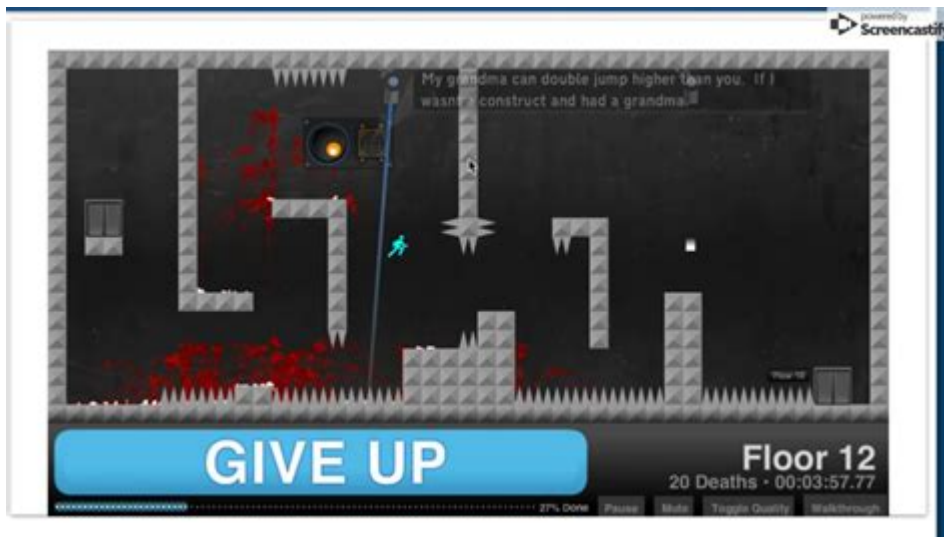 powered by
Screencastify
My grandma can double jump higher than you. If I
wasnt a construct and had a grandma.
GIVE UP
Floor 12
20 Deaths • 00:03:57.77
27% Done
Pause
Mute
Toggle Quality
Walkthrough